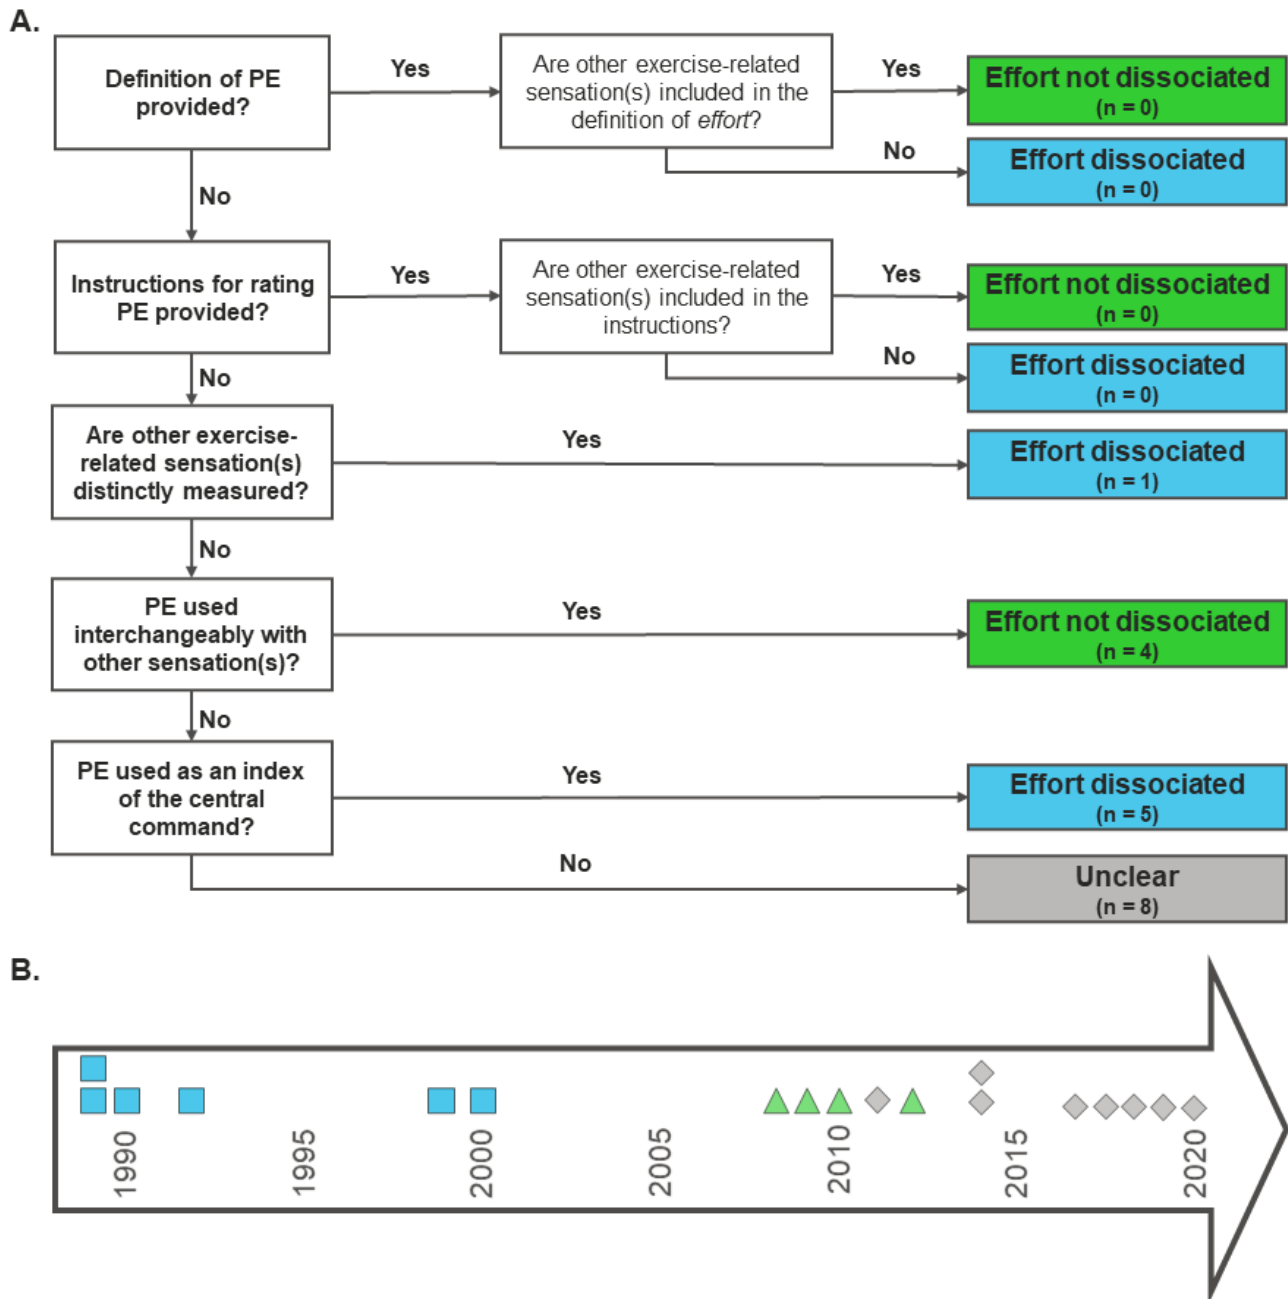 A.
Definition of PE
provided?
Yes
Are other exercise-related
sensation(s) included in the
definition of effort?
Yes
Effort not dissociated
(n = 0)
No
Effort dissociated
(n = 0)
No
Instructions for rating
PE provided?
Yes
Are other exercise-related
sensation(s) included in the
instructions?
Yes
Effort not dissociated
(n = 0)
No
Effort dissociated
(n = 0)
No
Are other exercise-
related sensation(s)
distinctly measured?
Yes
Effort dissociated
(n = 1)
No
PE used
interchangeably with
other sensation(s)?
Yes
Effort not dissociated
(n = 4)
No
PE used as an index
of the central
command?
Yes
Effort dissociated
(n = 5)
No
Unclear
(n = 8)
B.
1990
1995
2000
2005
2010
2015
2020